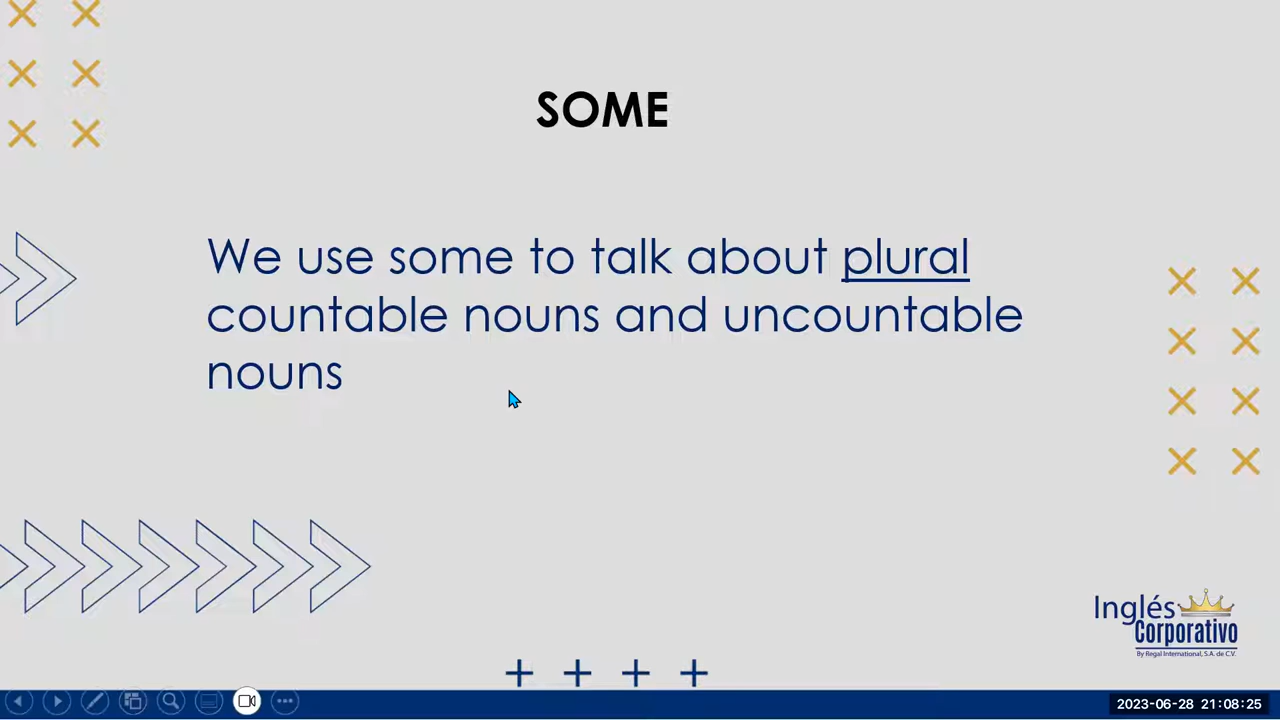 SOME
We use some to talk about plural
countable nouns and uncountable
nouns
Inglés
Corporativo
By Regal International, S.A. de C.V.
2023-06-28 21:08:25